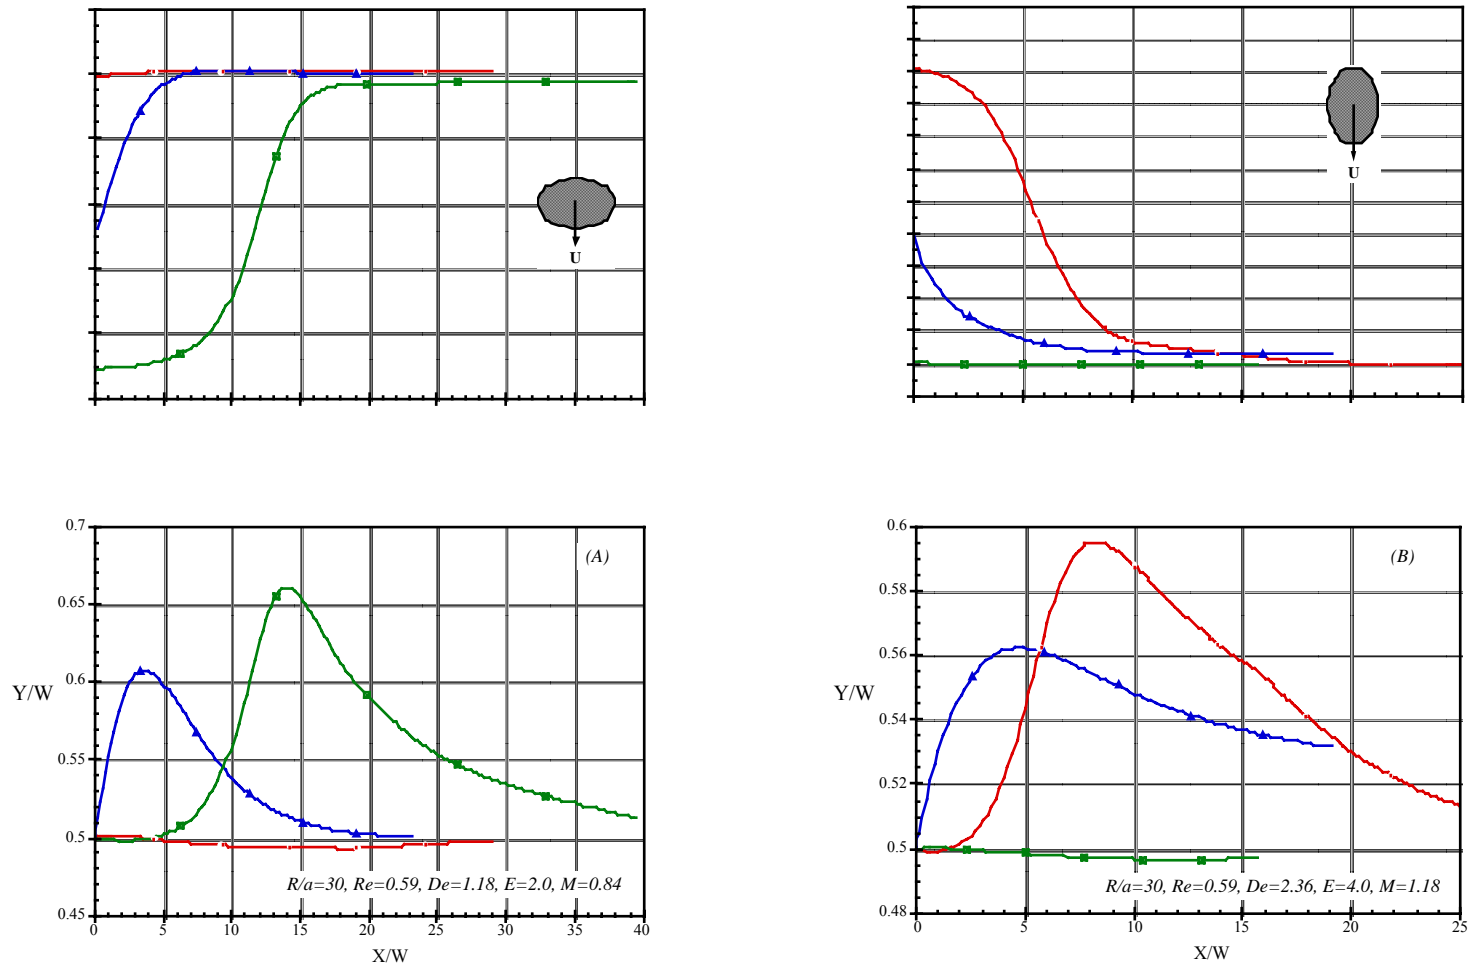 U
U
0.7
(A)
0.65
0.6
Y/W
0.55
0.5
R/a=30, Re=0.59, De=1.18, E=2.0, M=0.84
0.45
0 5 10 15 20 25 30 35 40
X/W
0.6
(B)
0.58
0.56
Y/W
0.54
0.52
0.5
R/a=30, Re=0.59, De=2.36, E=4.0, M=1.18
0.48
0 5 10 15 20 25
X/W